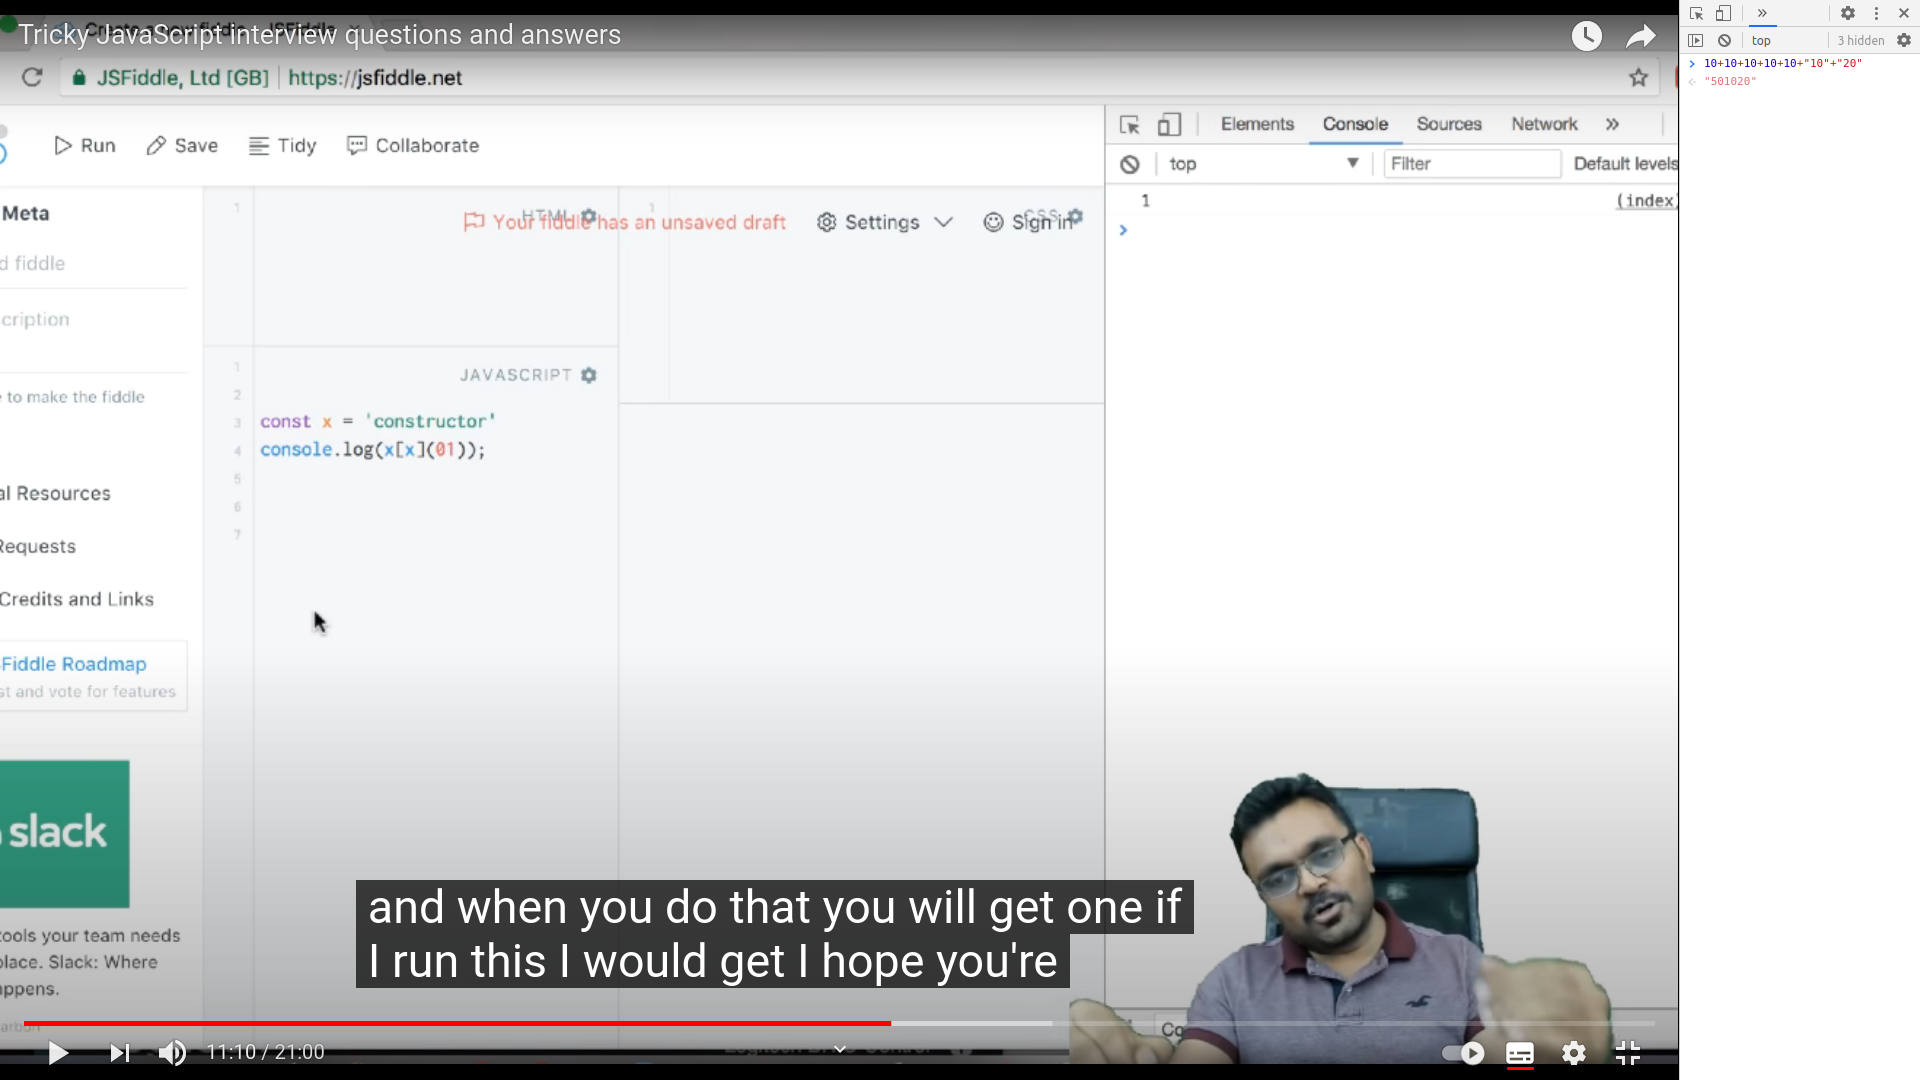 Tricky JavaScript interview questions and answers
JSFiddle, Ltd [GB] https://jsfiddle.net
Run Save Tidy Collaborate
Elements Console Sources Network »
top Filter Default levels
1 (index)
Meta
d fiddle
cription
to make the fiddle
al Resources
Requests
Credits and Links
SFiddle Roadmap
st and vote for features
1 HTML
1 CSS
Your fiddle has an unsaved draft Settings Sign in
JAVASCRIPT
1
2
3 const x = 'constructor'
4 console.log(x[x](01));
5
6
7
slack
tools your team needs
place. Slack: Where
appens.
and when you do that you will get one if
I run this I would get I hope you're
11:10 / 21:00
top 3 hidden
10+10+10+10+10+"10"+"20"
"501020"